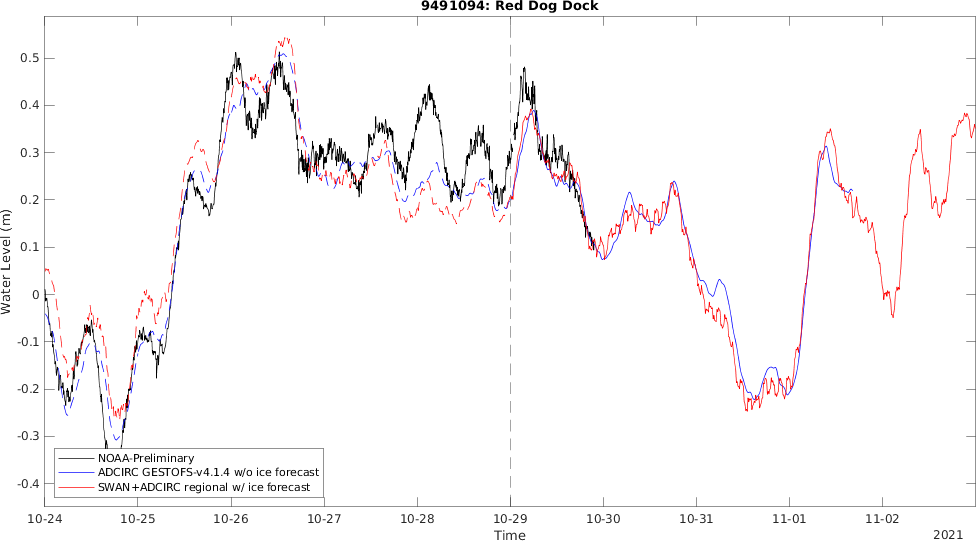 9491094: Red Dog Dock
0.5
0.4
0.3
0.2
0.1
0
-0.1
-0.2
-0.3
-0.4
Water Level (m)
NOAA-Preliminary
ADCIRC GESTOFS-v4.1.4 w/o ice forecast
SWAN+ADCIRC regional w/ ice forecast
10-24 10-25 10-26 10-27 10-28 10-29 10-30 10-31 11-01 11-02
Time
2021